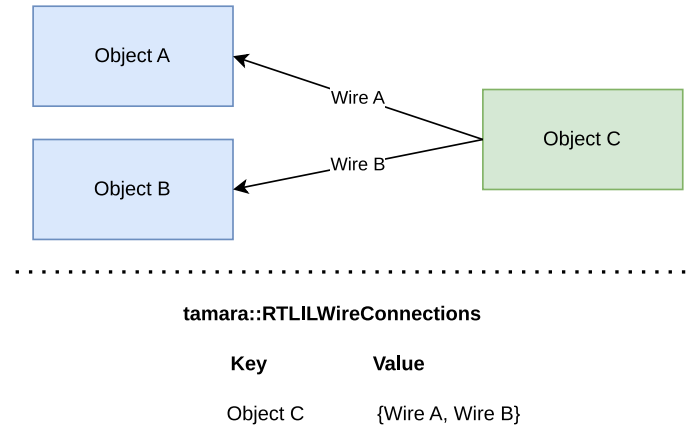 Object A
Wire A
Object C
Wire B
Object B
tamara::RTLILWireConnections
Key Value
Object C {Wire A, Wire B}